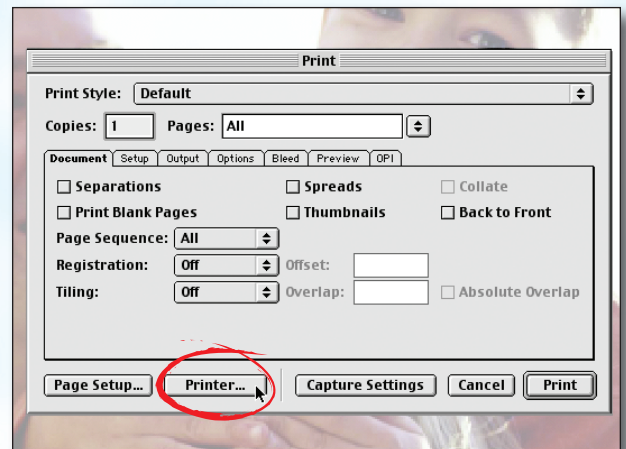 Print
Print Style: Default
Copies: 1 Pages: All
Document Setup Output Options Bleed Preview OPI
Separations Spreads Collate
Print Blank Pages Thumbnails Back to Front
Page Sequence: All
Registration: Off Offset:
Tiling: Off Overlap: Absolute Overlap
Page Setup... Printer... Capture Settings Cancel Print